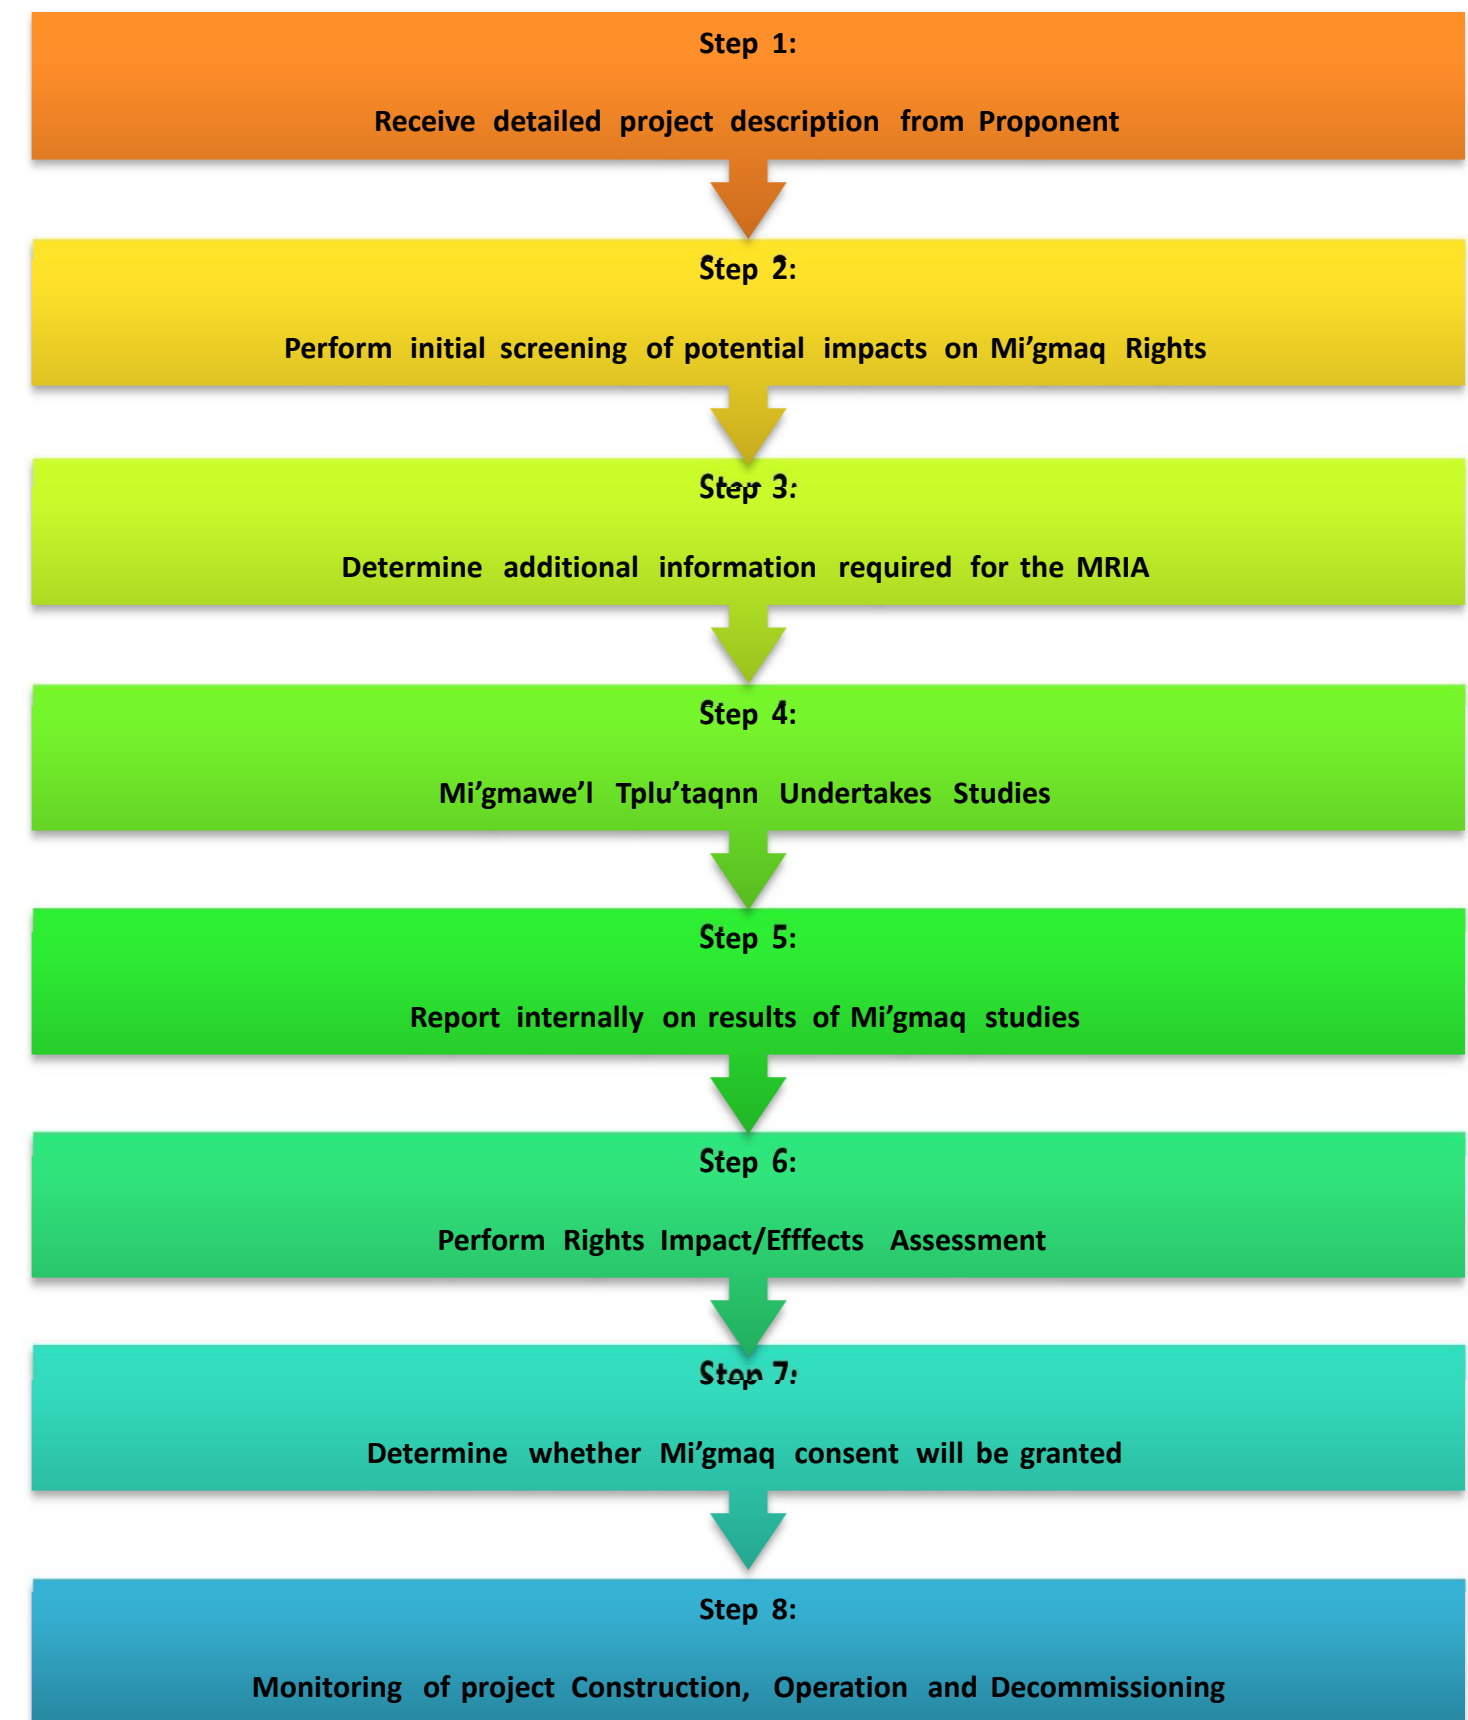 Step 1:
Receive detailed project description from Proponent
Step 2:
Perform initial screening of potential impacts on Mi’gmaq Rights
Step 3:
Determine additional information required for the MRIA
Step 4:
Mi’gmawe’l Tplu’taqnn Undertakes Studies
Step 5:
Report internally on results of Mi’gmaq studies
Step 6:
Perform Rights Impact/Efffects Assessment
Step 7:
Determine whether Mi’gmaq consent will be granted
Step 8:
Monitoring of project Construction, Operation and Decommissioning